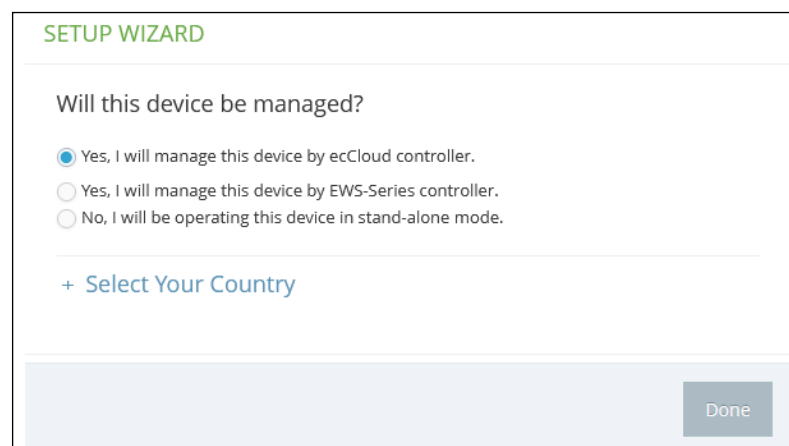 SETUP WIZARD
Will this device be managed?
Yes, I will manage this device by ecCloud controller.
Yes, I will manage this device by EWS-Series controller.
No, I will be operating this device in stand-alone mode.
+ Select Your Country
Done